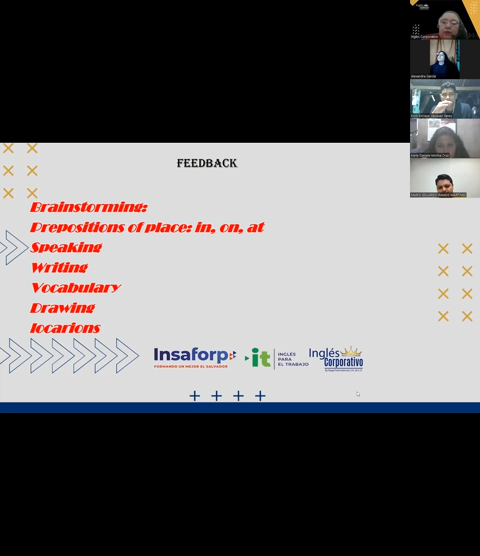 FEEDBACK
Brainstorming:
Prepositions of place: in, on, at
Speaking
Writing
Vocabulary
Drawing
locarions
Insaforp
FORMANDO UN MEJOR EL SALVADOR
it
INGLÉS
PARA
EL TRABAJO
Inglés
Corporativo